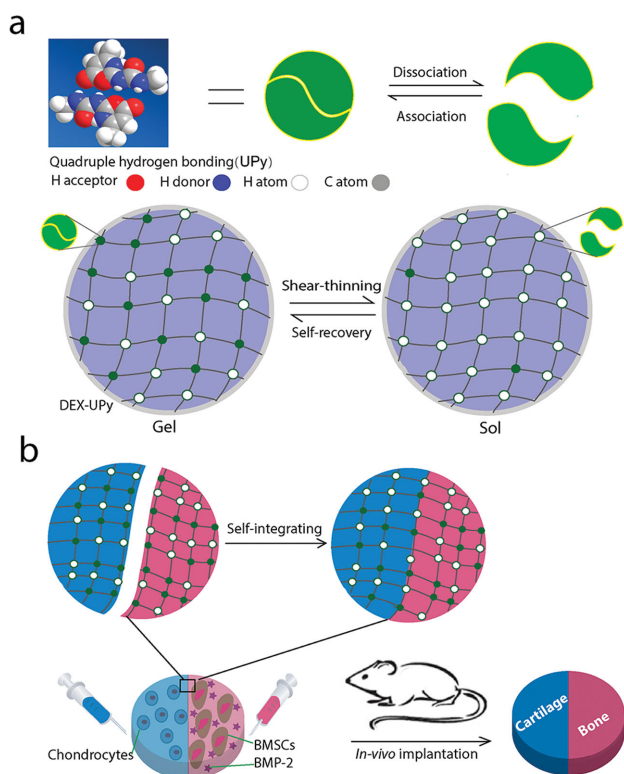 a
Dissociation
Association
Quadruple hydrogen bonding(UPy)
H acceptor H donor H atom C atom
Shear-thinning
Self-recovery
DEX-UPy
Gel
Sol
b
Self-integrating
Chondrocytes
BMSCs
BMP-2
In-vivo implantation
Cartilage
Bone